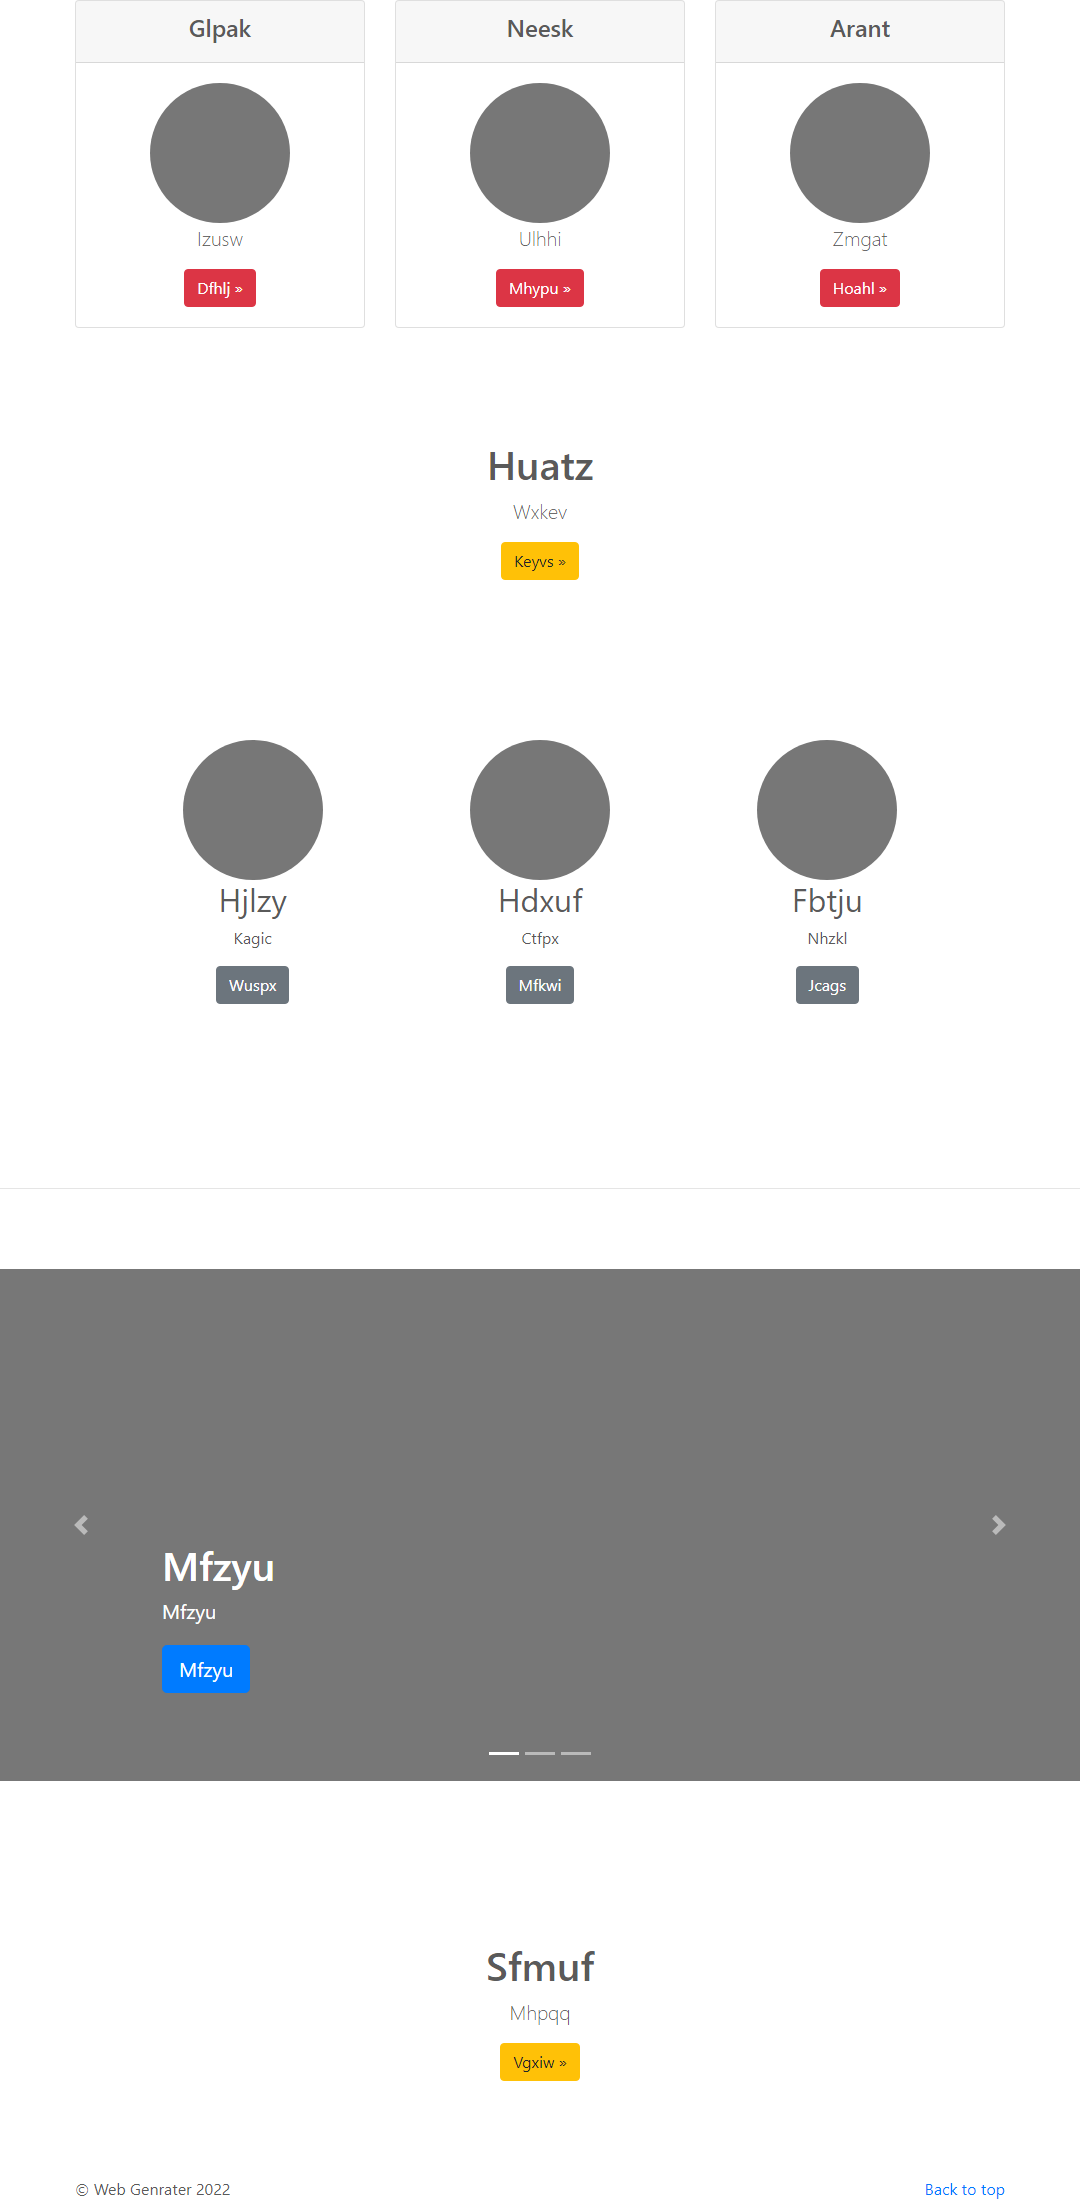 Glpak
Neesk
Arant
Izusw
Ulhhi
Zmgat
Dfhlj »
Mhypu »
Hoahl »
Huatz
Wxkev
Keyvs »
Hjlzy
Hdxuf
Fbtju
Kagic
Ctfpx
Nhzkl
Wuspx
Mfkwi
Jcags
Mfzyu
Mfzyu
Mfzyu
Sfmuf
Mhpqq
Vgxiw »
© Web Genrater 2022
Back to top